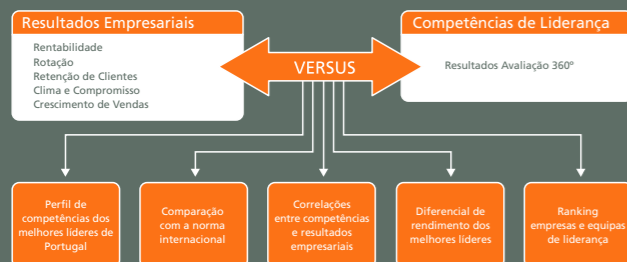 Resultados Empresariais
Rentabilidade
Rotação
Retenção de Clientes
Clima e Compromisso
Crescimento de Vendas
VERSUS
Competências de Liderança
Resultados Avaliação 360º
Perfil de
competências dos
melhores líderes de
Portugal
Comparação
com a norma
internacional
Correlações
entre competências
e resultados
empresariais
Diferencial de
rendimento dos
melhores lideres
Ranking
empresas e equipas
de liderança